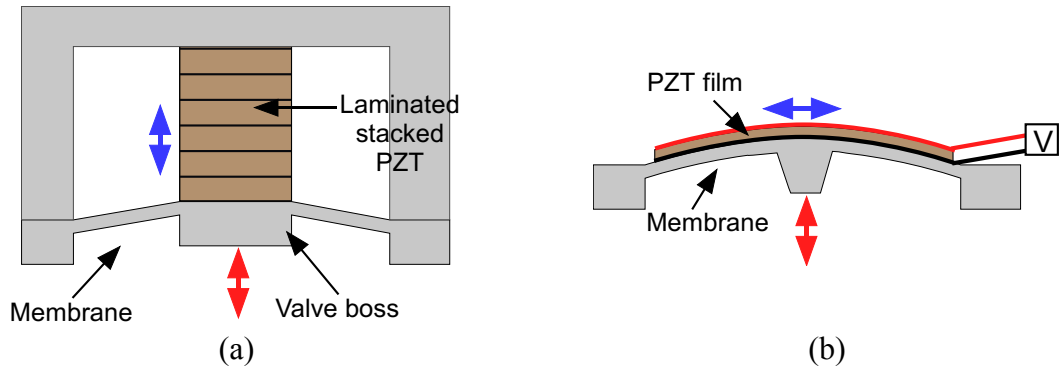 Laminated
stacked
PZT
Membrane
Valve boss
(a)
PZT film
V
Membrane
(b)